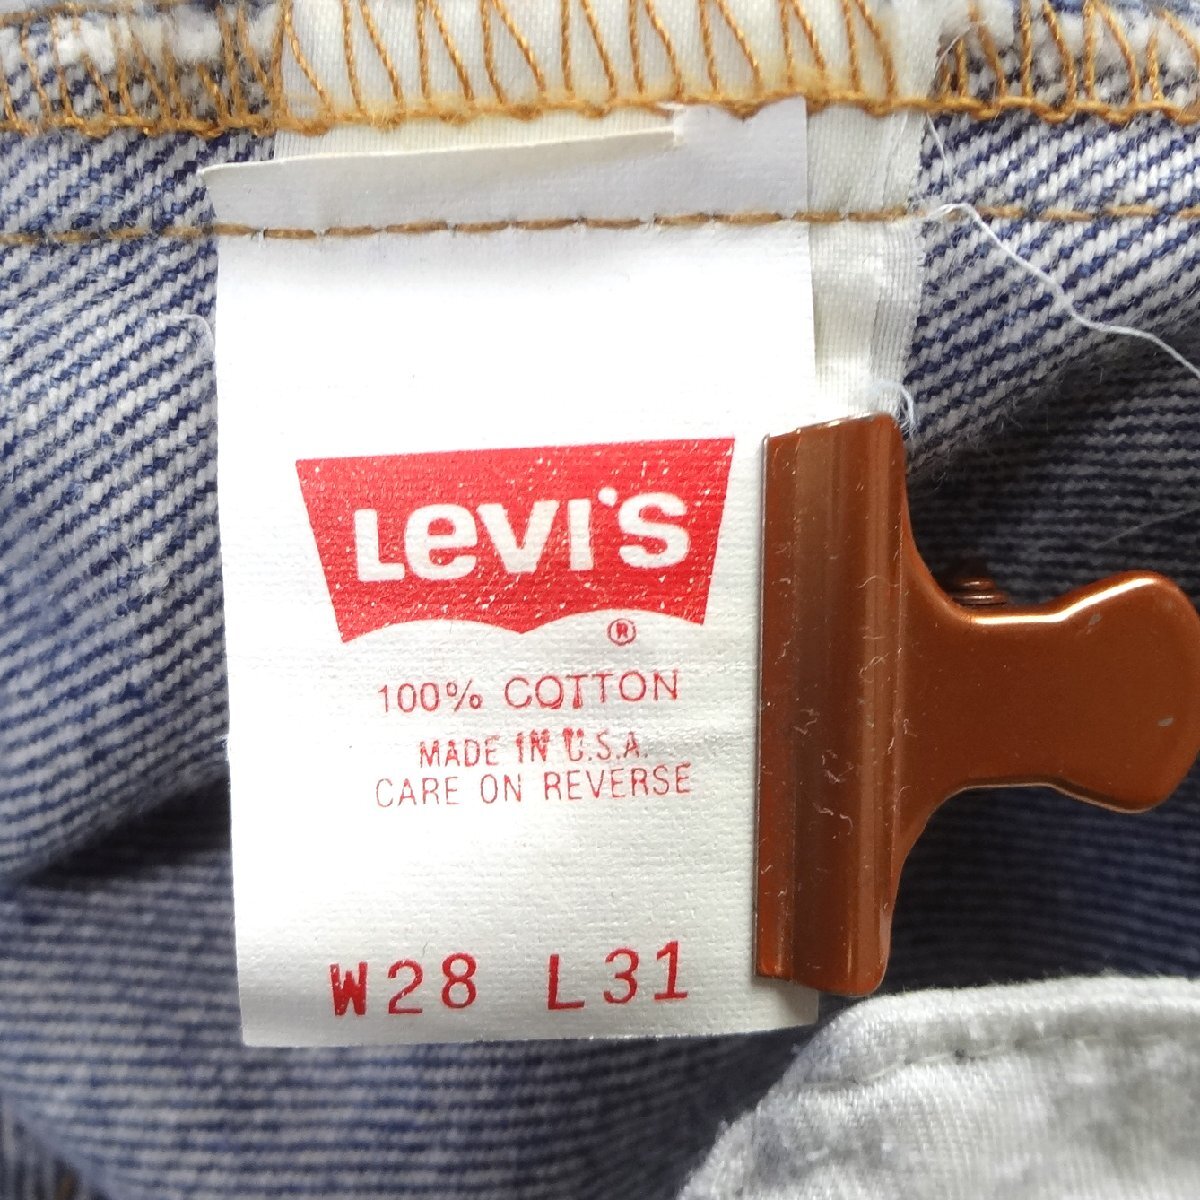 Levi's
®
100% COTTON
MADE IN U.S.A.
CARE ON REVERSE
W28 L31